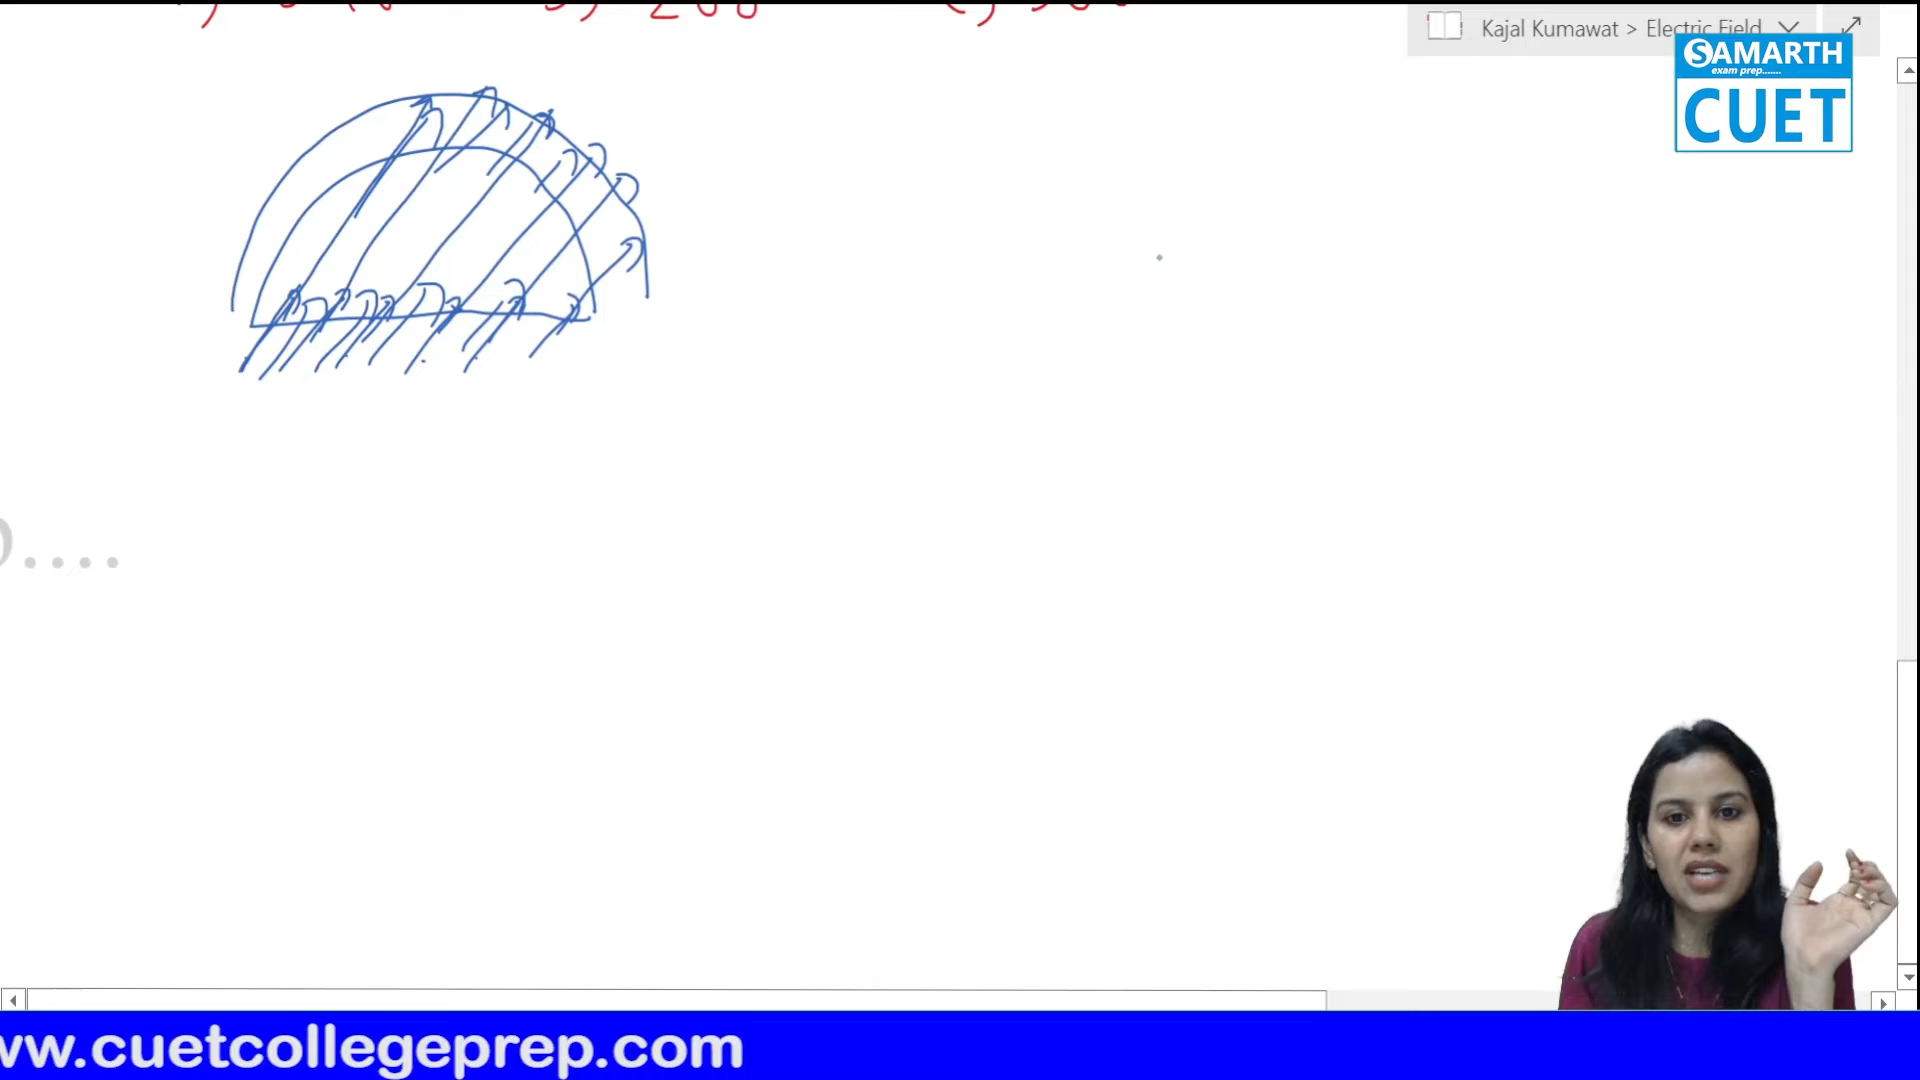 Kajal Kumawat > Electric Field
SAMARTH
exam prep.......
CUET
....
ww.cuetcollegeprep.com